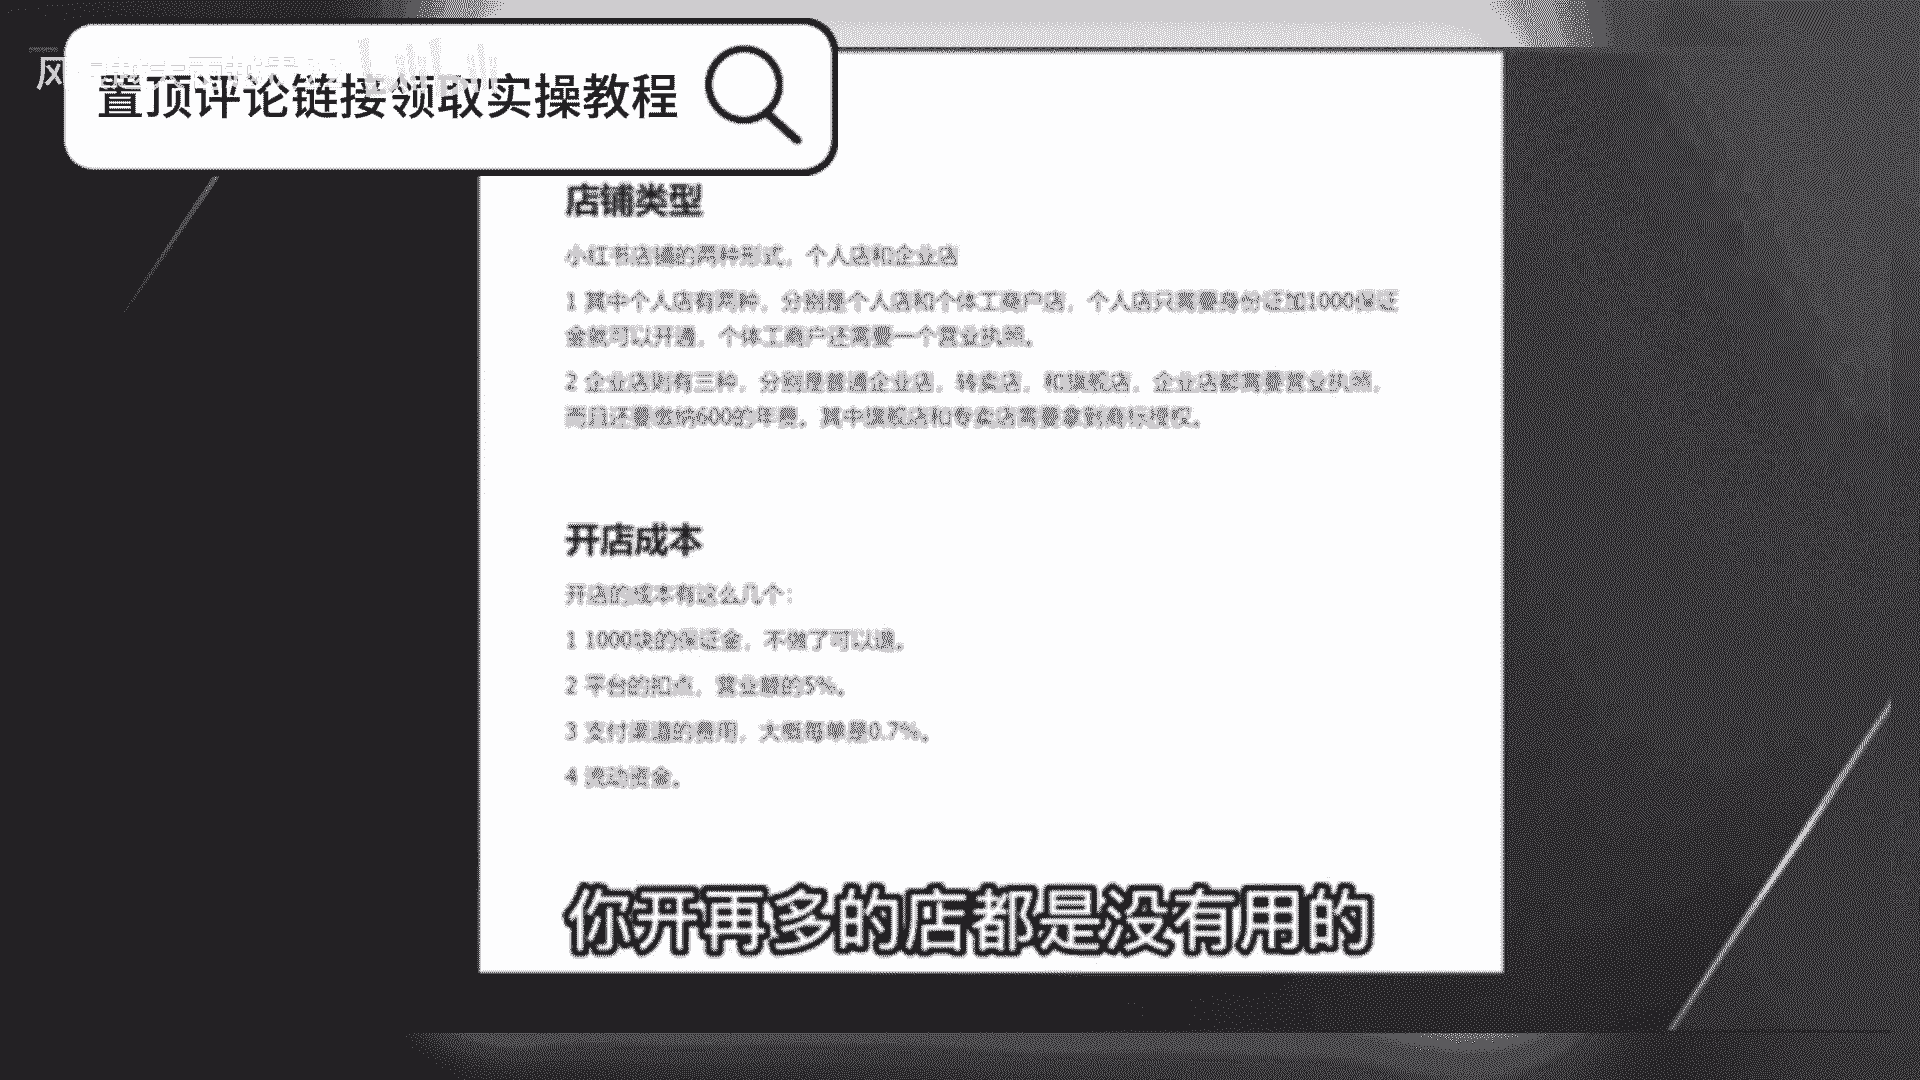 置顶评论链接领取实操教程
店铺类型
小红书店铺的两种形式，个人店和企业店
1 其中个人店有两种，分别是个人店和个体工商户店，个人店只需要身份证加1000保证
金就可以开通，个体工商户还需要一个营业执照。
2 企业店则有三种，分别是普通企业店，转卖店，和旗舰店，企业店都需要营业执照，
而且还要缴纳600的年费。其中旗舰店和专卖店需要拿到商标授权。
开店成本
开店的成本有这么几个：
1 1000块的保证金，不做了可以退。
2 平台的扣点，营业额的5%。
3 支付渠道的费用，大概每单是0.7%。
4 流动资金。
你开再多的店都是没有用的